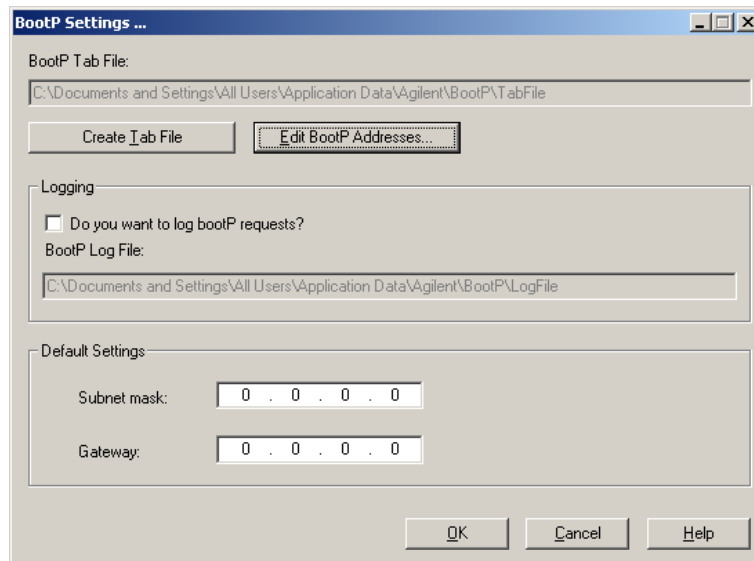 BootP Settings ...
BootP Tab File:
C:\Documents and Settings\All Users\Application Data\Agilent\BootP\TabFile
Create Tab File
Edit BootP Addresses...
Logging
Do you want to log bootP requests?
BootP Log File:
C:\Documents and Settings\All Users\Application Data\Agilent\BootP\LogFile
Default Settings
Subnet mask: 0 . 0 . 0 . 0
Gateway: 0 . 0 . 0 . 0
OK Cancel Help